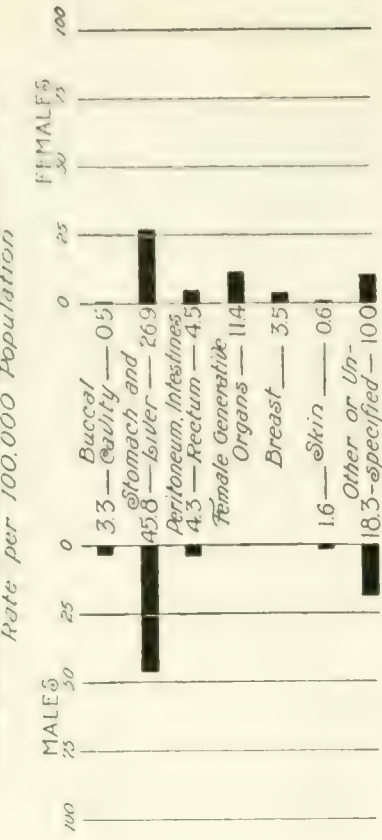 Rate per 100.000 Population
MALES FEMALES
100 75 50 25 0 0 25 50 75 100
Buccal
3.3 — Cavity — 0.5
Stomach and
45.8 — Liver — 26.9
Peritoneum, Intestines
4.3 — Rectum — 4.5
Female Generative
Organs — 11.4
Breast — 3.5
1.6 — Skin — 0.6
Other or Un-
18.3 - specified — 10.0